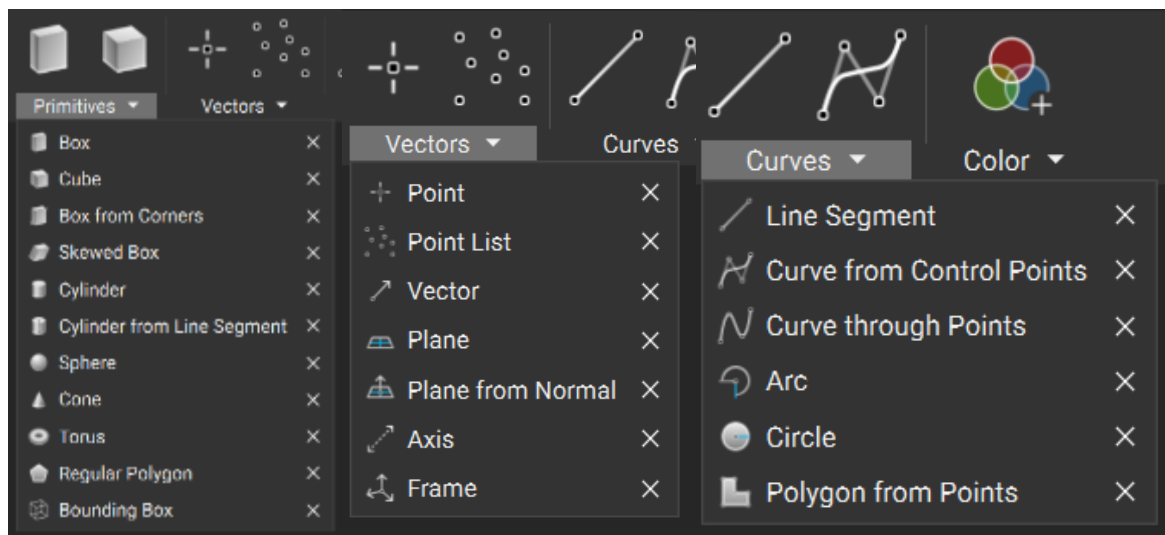 Primitives
Vectors
Box
Cube
Box from Corners
Skewed Box
Cylinder
Cylinder from Line Segment
Sphere
Cone
Torus
Regular Polygon
Bounding Box
Vectors
Curves
Point
Point List
Vector
Plane
Plane from Normal
Axis
Frame
Curves
Color
Line Segment
Curve from Control Points
Curve through Points
Arc
Circle
Polygon from Points